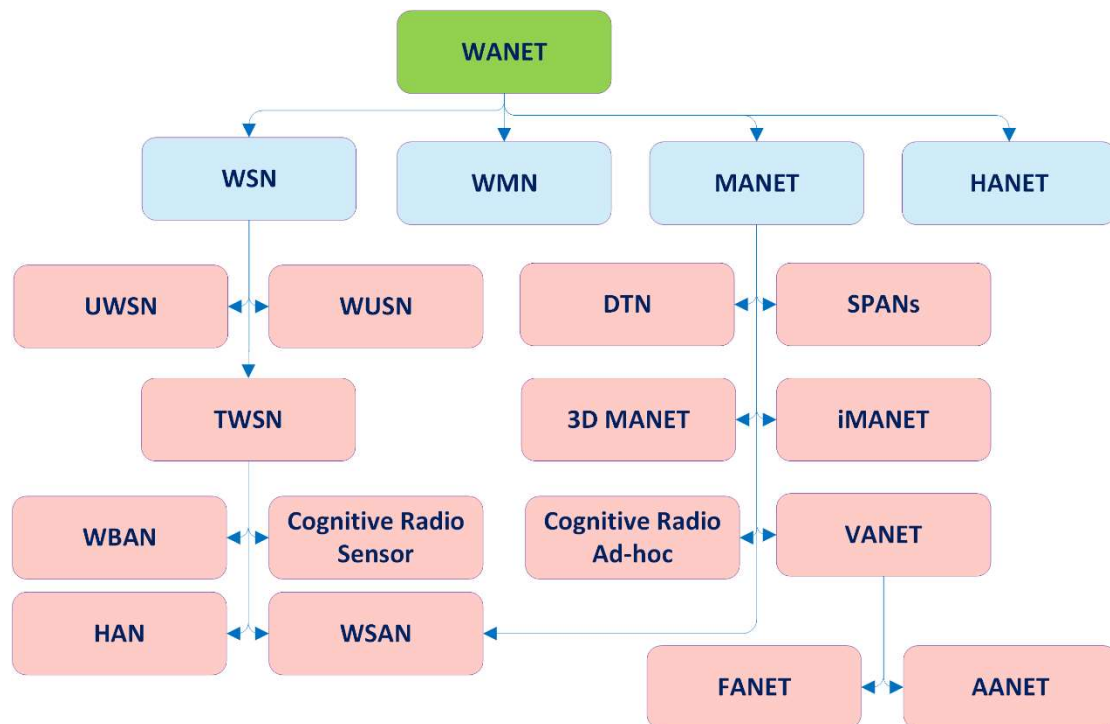 WANET
WSN
WMN
MANET
HANET
UWSN
WUSN
DTN
SPANs
TWSN
3D MANET
iMANET
WBAN
Cognitive Radio
Sensor
Cognitive Radio
Ad-hoc
VANET
HAN
WSAN
FANET
AANET